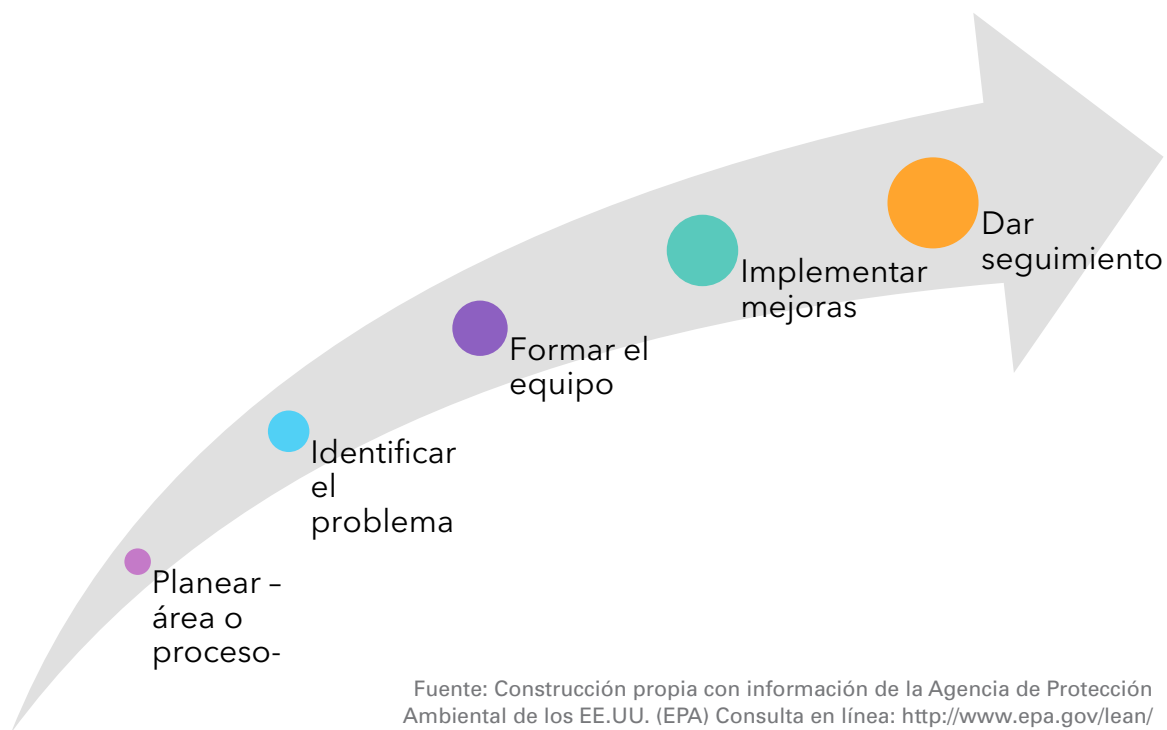 Planear –
área o
proceso-
Identificar
el
problema
Formar el
equipo
Implementar
mejoras
Dar
seguimiento
Fuente: Construcción propia con información de la Agencia de Protección
Ambiental de los EE.UU. (EPA) Consulta en línea: http://www.epa.gov/lean/